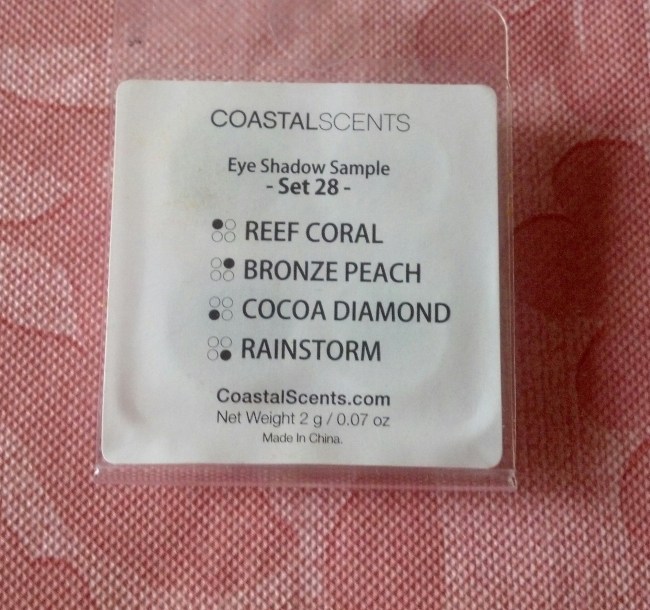 COASTALSCENTS
Eye Shadow Sample
- Set 28 -
REEF CORAL
BRONZE PEACH
COCOA DIAMOND
RAINSTORM
CoastalScents.com
Net Weight 2 g / 0.07 oz
Made In China.